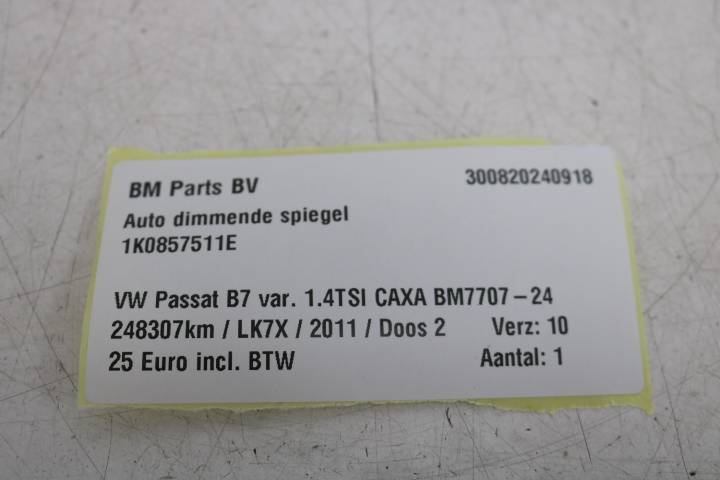 BM Parts BV 300820240918
Auto dimmende spiegel
1K0857511E
VW Passat B7 var. 1.4TSI CAXA BM7707-24
248307km / LK7X / 2011 / Doos 2 Verz: 10
25 Euro incl. BTW Aantal: 1